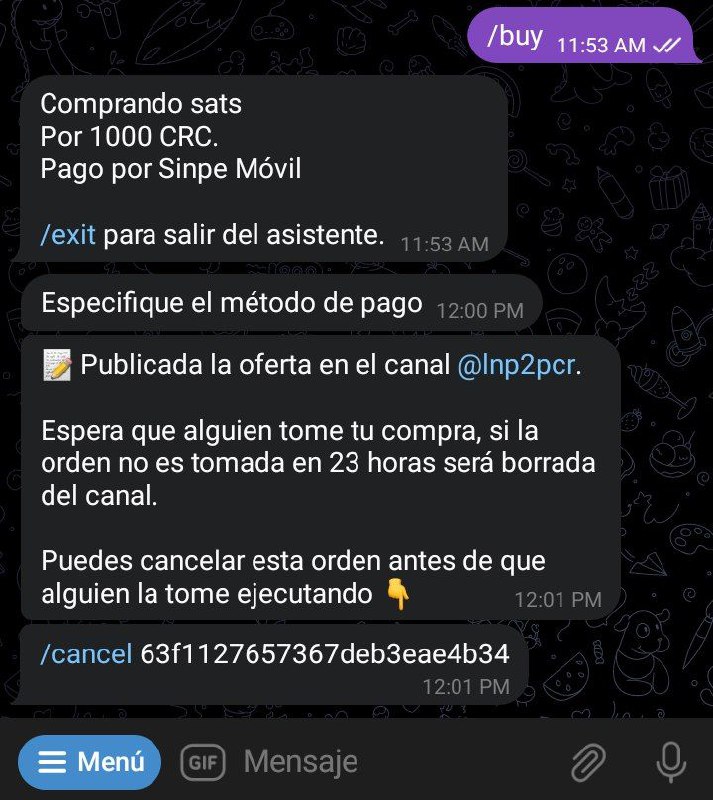 /buy 11:53 AM
Comprando sats
Por 1000 CRC.
Pago por Sinpe Móvil
/exit para salir del asistente. 11:53 AM
Especifique el método de pago 12:00 PM
📝 Publicada la oferta en el canal @lnp2pcr.
Espera que alguien tome tu compra, si la
orden no es tomada en 23 horas será borrada
del canal.
Puedes cancelar esta orden antes de que
alguien la tome ejecutando 👇 12:01 PM
/cancel 63f1127657367deb3eae4b34
12:01 PM
Menú GIF Mensaje